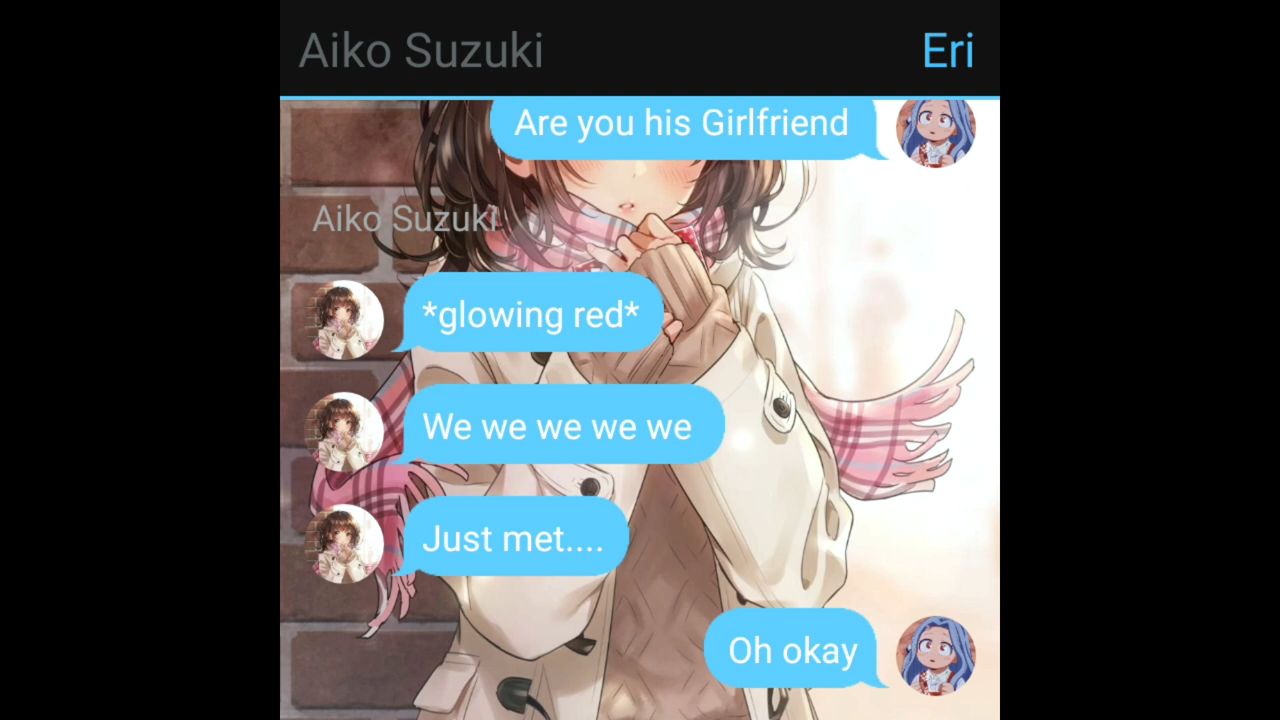 Aiko Suzuki
Eri
Are you his Girlfriend
Aiko Suzuki
*glowing red*
We we we we we
Just met....
Oh okay